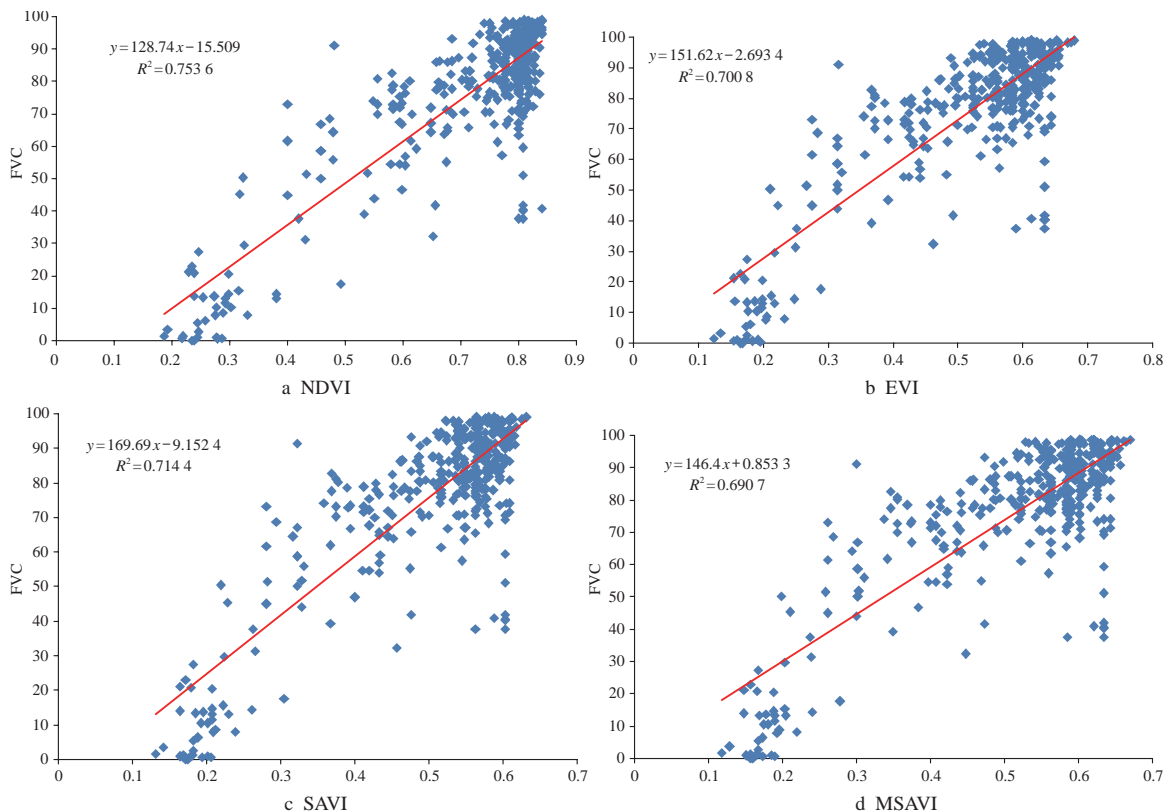 100
90
80
70
60
50
40
30
20
10
0
FVC
y=128.74x−15.509
R²=0.753 6
0 0.1 0.2 0.3 0.4 0.5 0.6 0.7 0.8 0.9
a NDVI
100
90
80
70
60
50
40
30
20
10
0
FVC
y=151.62x−2.693 4
R²=0.700 8
0 0.1 0.2 0.3 0.4 0.5 0.6 0.7 0.8
b EVI
100
90
80
70
60
50
40
30
20
10
0
FVC
y=169.69x−9.152 4
R²=0.714 4
0 0.1 0.2 0.3 0.4 0.5 0.6 0.7
c SAVI
100
90
80
70
60
50
40
30
20
10
0
FVC
y=146.4x+0.853 3
R²=0.690 7
0 0.1 0.2 0.3 0.4 0.5 0.6 0.7
d MSAVI